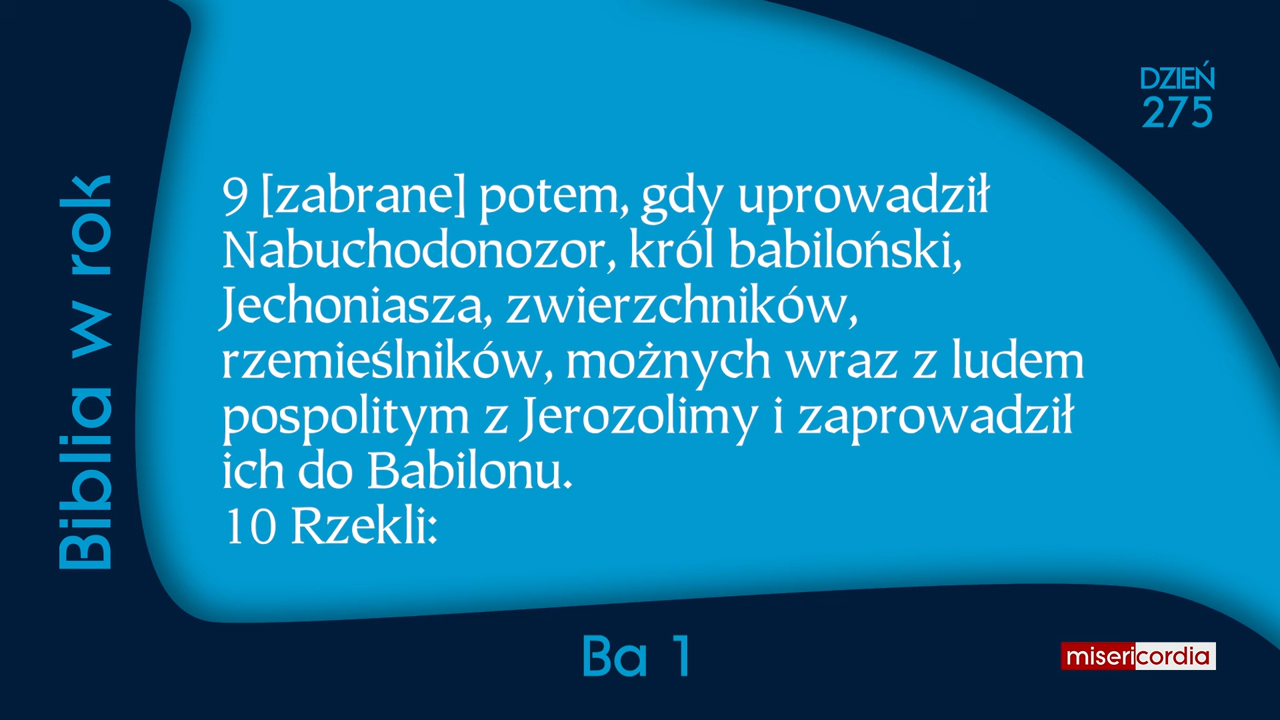 DZIEŃ
275
Biblia w rok
9 [zabrane] potem, gdy uprowadził
Nabuchodonozor, król babiloński,
Jechoniasza, zwierzchników,
rzemieślników, możnych wraz z ludem
pospolitym z Jerozolimy i zaprowadził
ich do Babilonu.
10 Rzekli:
Ba 1
misericordia